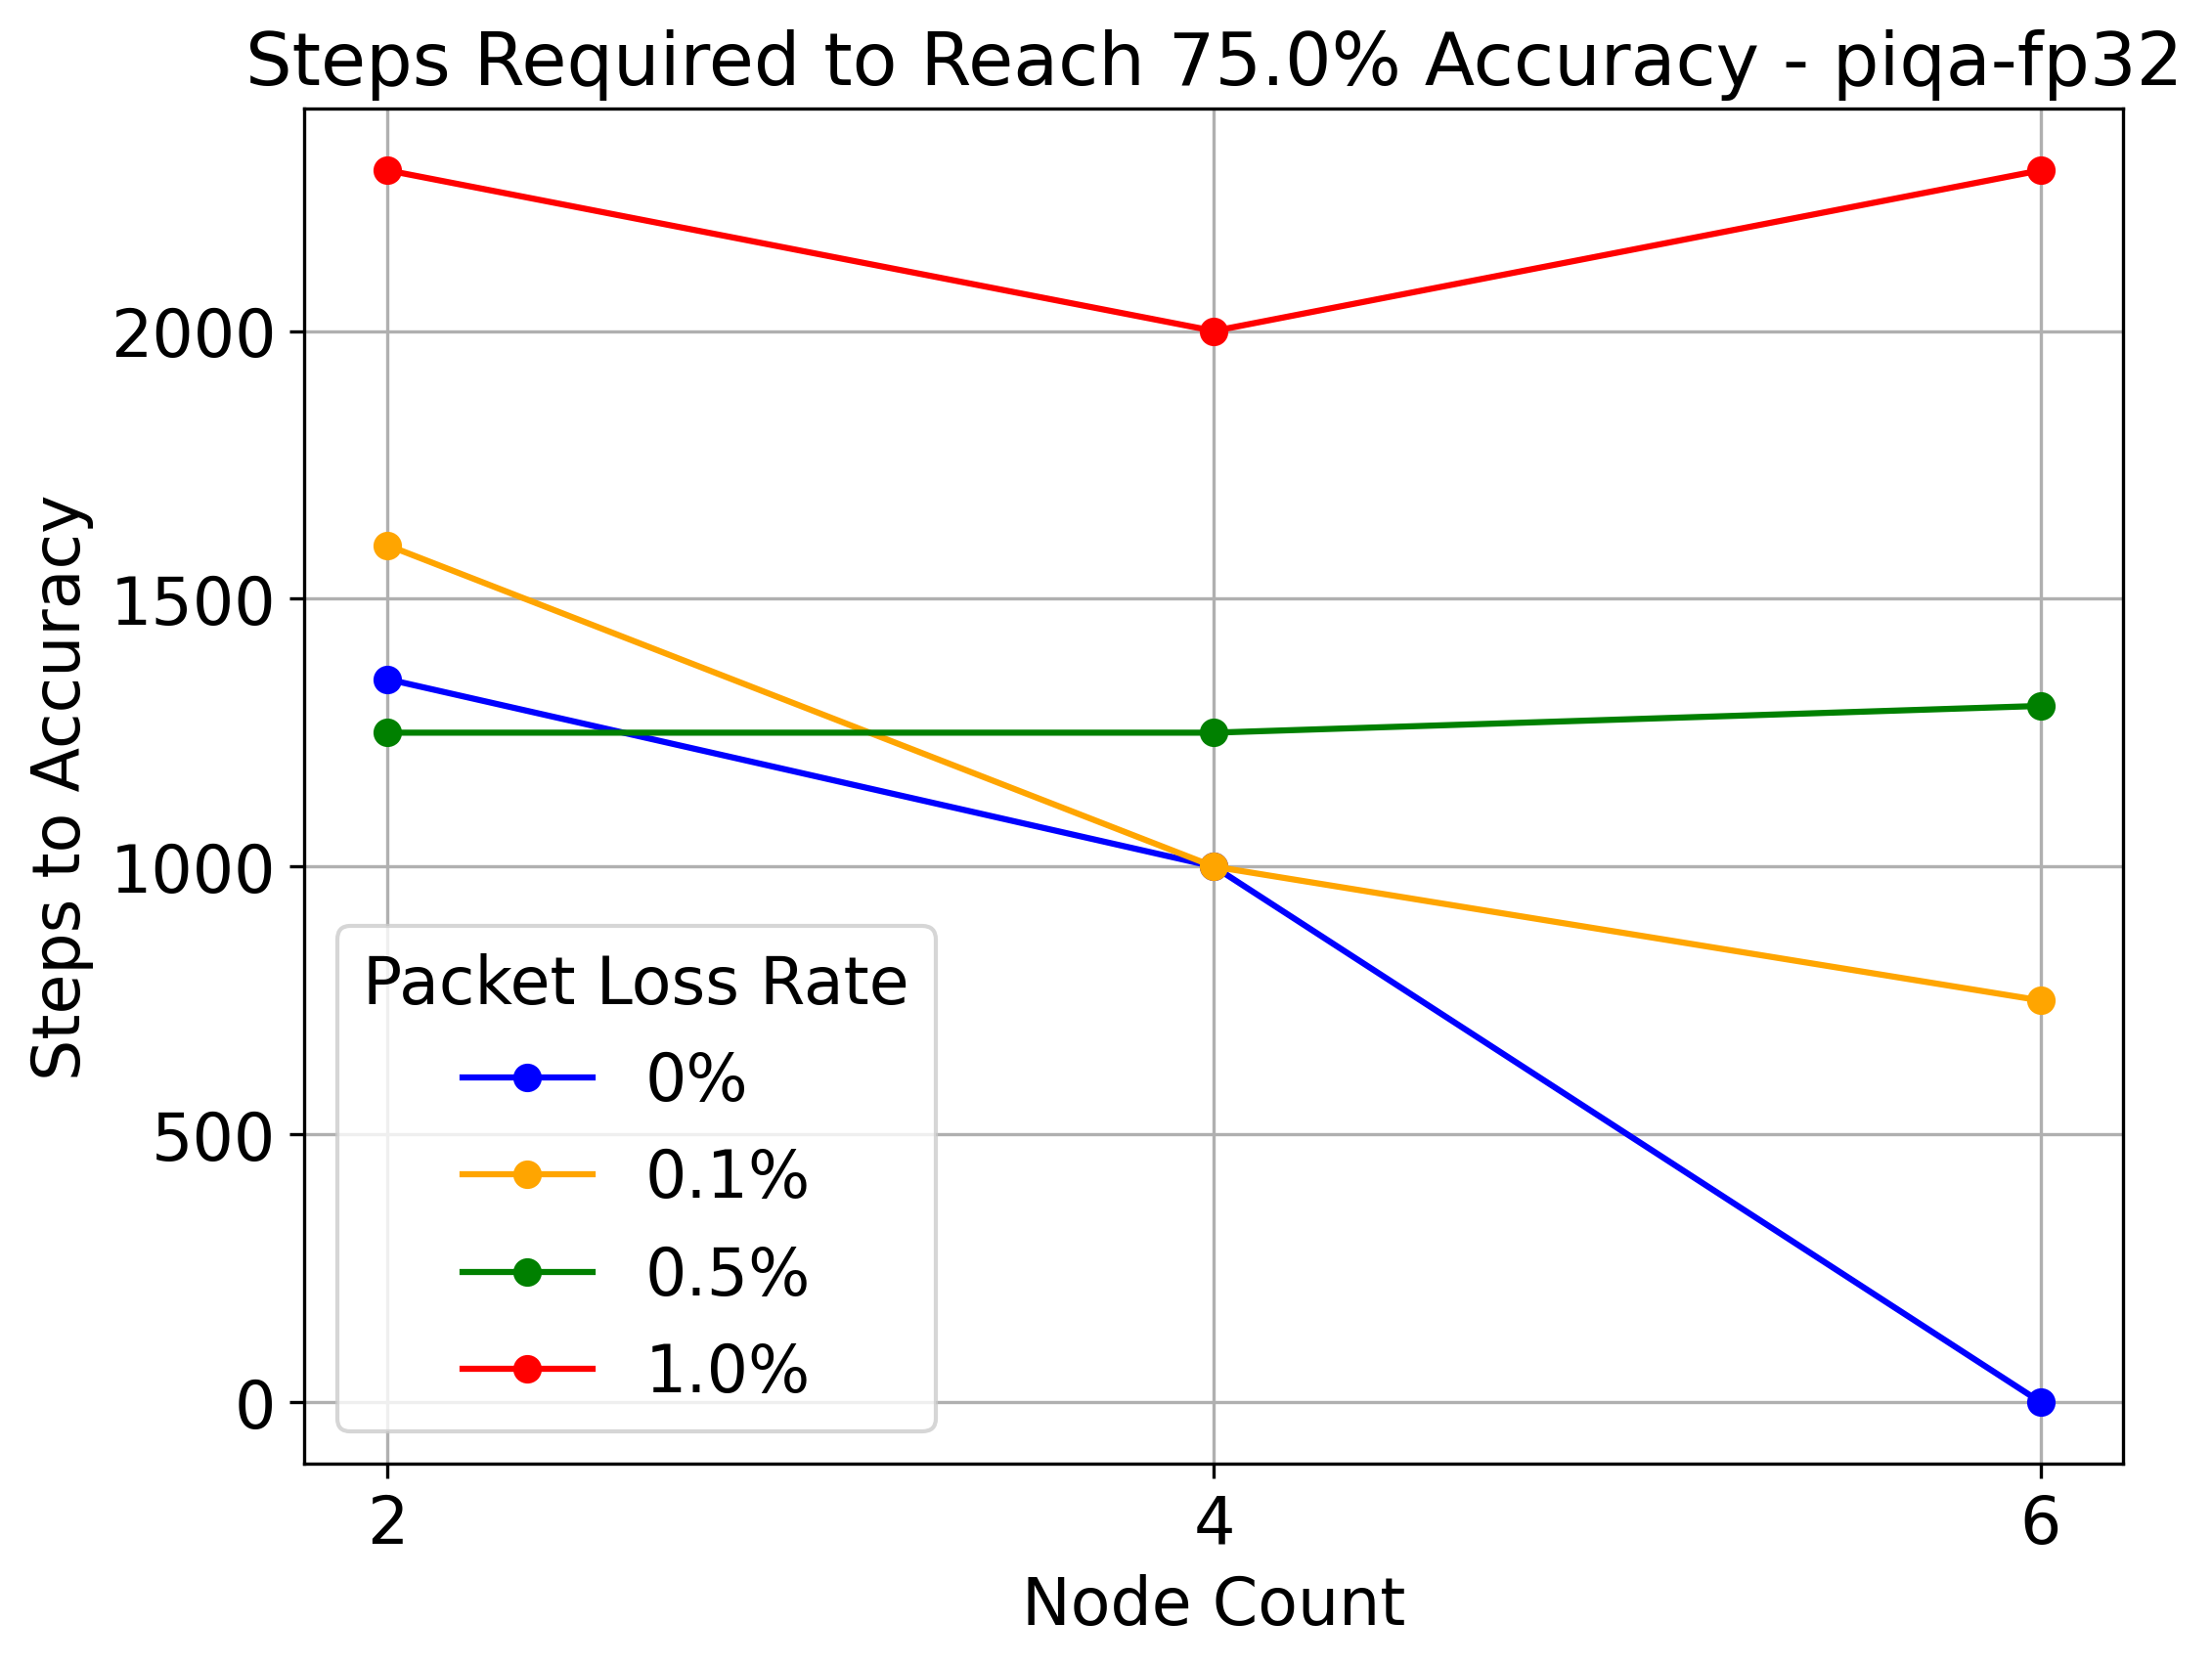 Steps Required to Reach 75.0% Accuracy - piqa-fp32
Steps to Accuracy
2000
1500
1000
500
0
Packet Loss Rate
0%
0.1%
0.5%
1.0%
2 4 6
Node Count